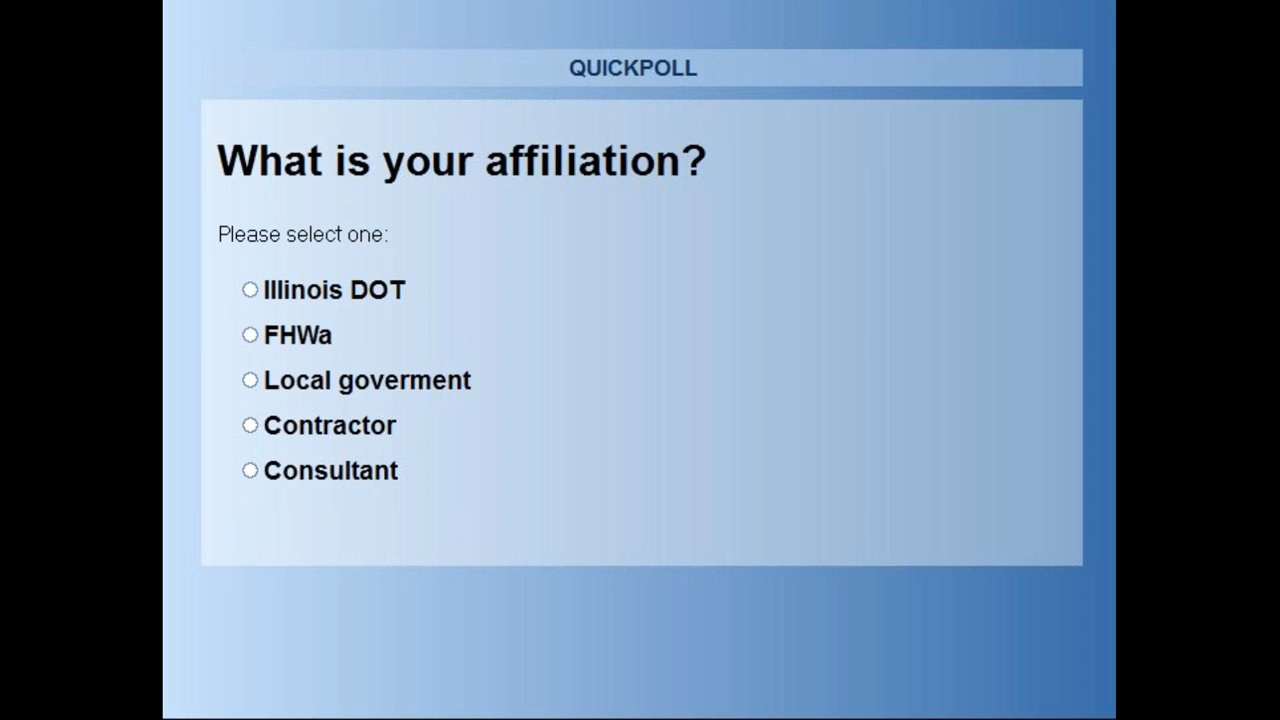 QUICKPOLL
What is your affiliation?
Please select one:
Illinois DOT
FHWa
Local goverment
Contractor
Consultant